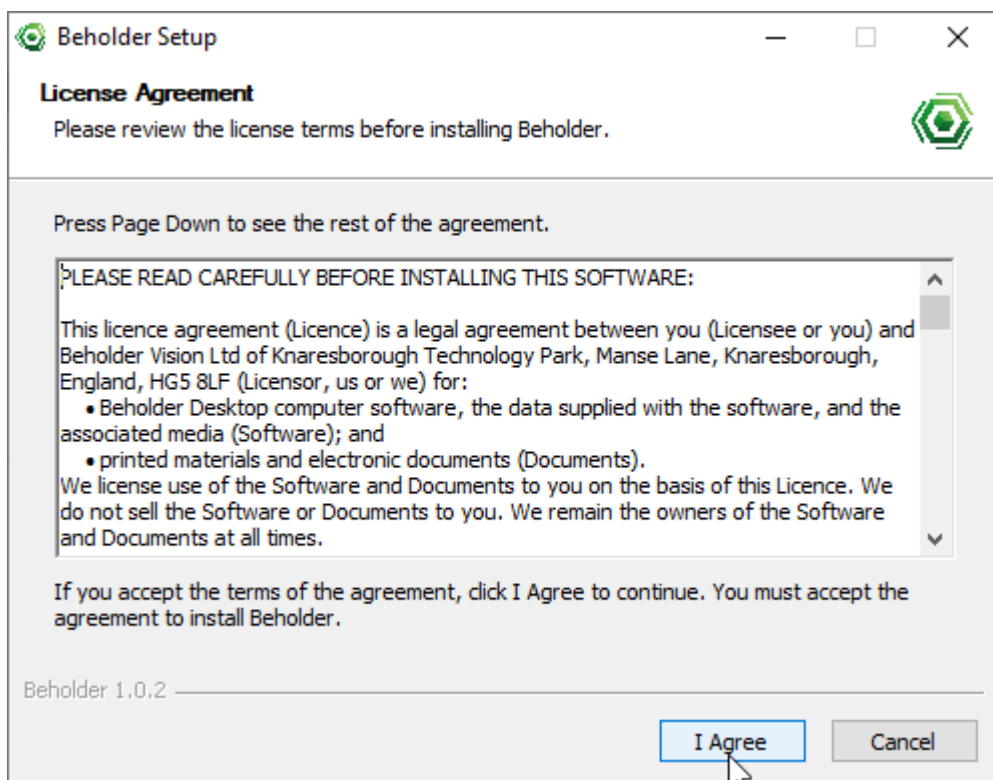 Beholder Setup
License Agreement
Please review the license terms before installing Beholder.
Press Page Down to see the rest of the agreement.
PLEASE READ CAREFULLY BEFORE INSTALLING THIS SOFTWARE:
This licence agreement (Licence) is a legal agreement between you (Licensee or you) and
Beholder Vision Ltd of Knaresborough Technology Park, Manse Lane, Knaresborough,
England, HG5 8LF (Licensor, us or we) for:
• Beholder Desktop computer software, the data supplied with the software, and the
associated media (Software); and
• printed materials and electronic documents (Documents).
We license use of the Software and Documents to you on the basis of this Licence. We
do not sell the Software or Documents to you. We remain the owners of the Software
and Documents at all times.
If you accept the terms of the agreement, click I Agree to continue. You must accept the
agreement to install Beholder.
Beholder 1.0.2
I Agree
Cancel